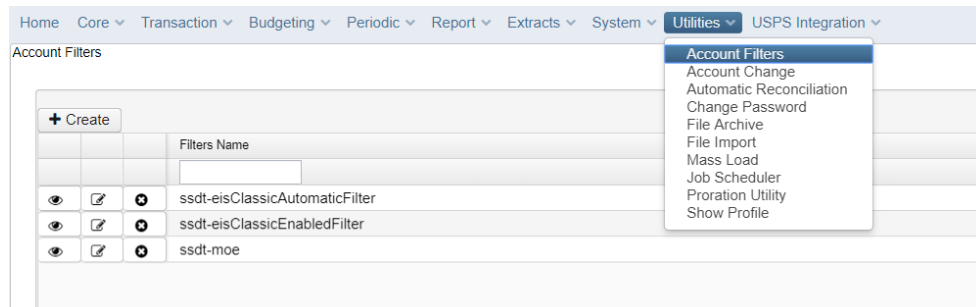 Home Core Transaction Budgeting Periodic Report Extracts System Utilities USPS Integration
Account Filters
Account Filters
Account Change
Automatic Reconciliation
Change Password
File Archive
File Import
Mass Load
Job Scheduler
Proration Utility
Show Profile
+ Create
Filters Name
ssdt-eisClassicAutomaticFilter
ssdt-eisClassicEnabledFilter
ssdt-moe